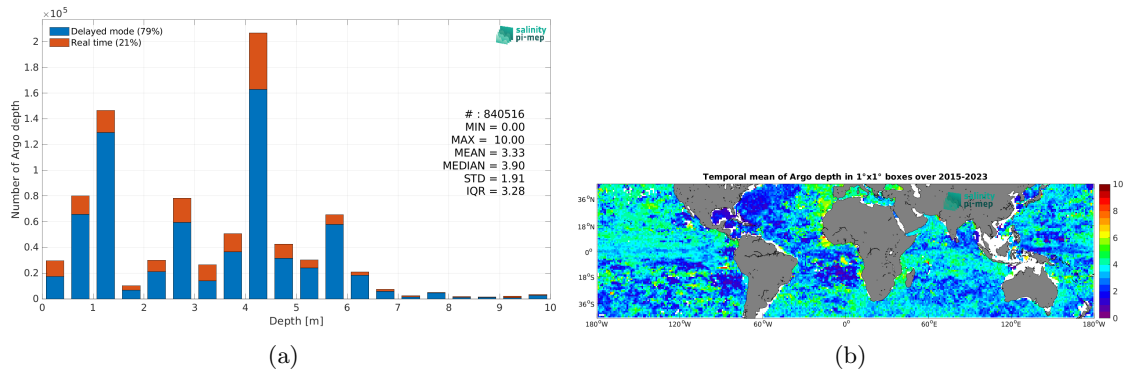 ×10⁵
Delayed mode (79%)
Real time (21%)
salinity
pi-mep
2
1.8
1.6
1.4
1.2
1
0.8
0.6
0.4
0.2
0
Number of Argo depth
# : 840516
MIN = 0.00
MAX = 10.00
MEAN = 3.33
MEDIAN = 3.90
STD = 1.91
IQR = 3.28
0 1 2 3 4 5 6 7 8 9 10
Depth [m]
(a)
Temporal mean of Argo depth in 1°x1° boxes over 2015-2023
salinity
pi-mep
36°N
18°N
0°
18°S
36°S
180°W 120°W 60°W 0° 60°E 120°E 180°W
10
8
6
4
2
0
(b)